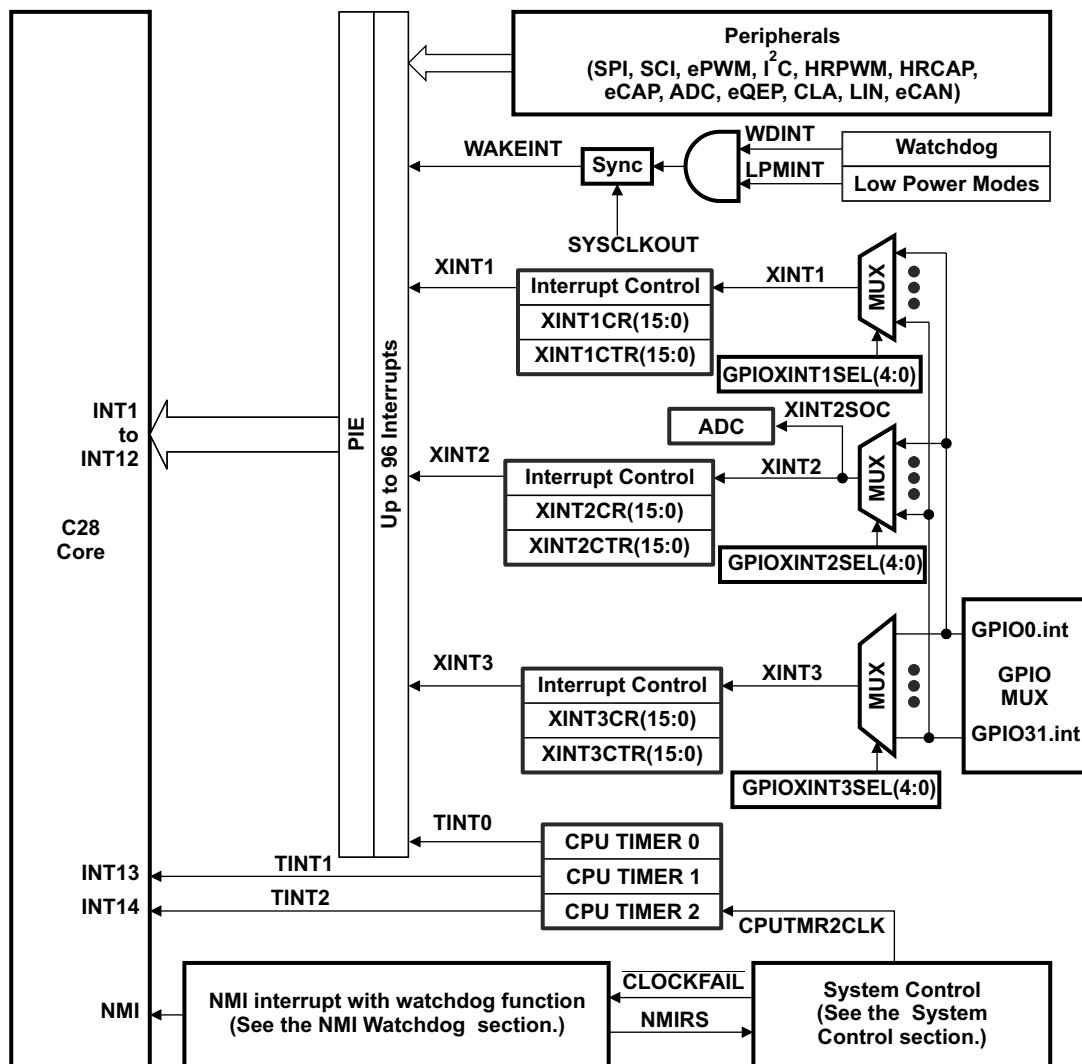 Peripherals
(SPI, SCI, ePWM, I²C, HRPWM, HRCAP,
eCAP, ADC, eQEP, CLA, LIN, eCAN)
WDINT
WAKEINT
Sync
Watchdog
LPMINT
Low Power Modes
SYSCLKOUT
XINT1
Interrupt Control
XINT1CR(15:0)
XINT1CTR(15:0)
XINT1
MUX
GPIOXINT1SEL(4:0)
INT1
to
INT12
PIE
Up to 96 Interrupts
C28
Core
ADC
XINT2SOC
XINT2
Interrupt Control
XINT2CR(15:0)
XINT2CTR(15:0)
XINT2
MUX
GPIOXINT2SEL(4:0)
GPIO0.int
GPIO
MUX
GPIO31.int
XINT3
Interrupt Control
XINT3CR(15:0)
XINT3CTR(15:0)
XINT3
MUX
GPIOXINT3SEL(4:0)
TINT0
CPU TIMER 0
INT13
TINT1
CPU TIMER 1
INT14
TINT2
CPU TIMER 2
CPUTMR2CLK
NMI
NMI interrupt with watchdog function
(See the NMI Watchdog section.)
CLOCKFAIL
NMIRS
System Control
(See the System
Control section.)